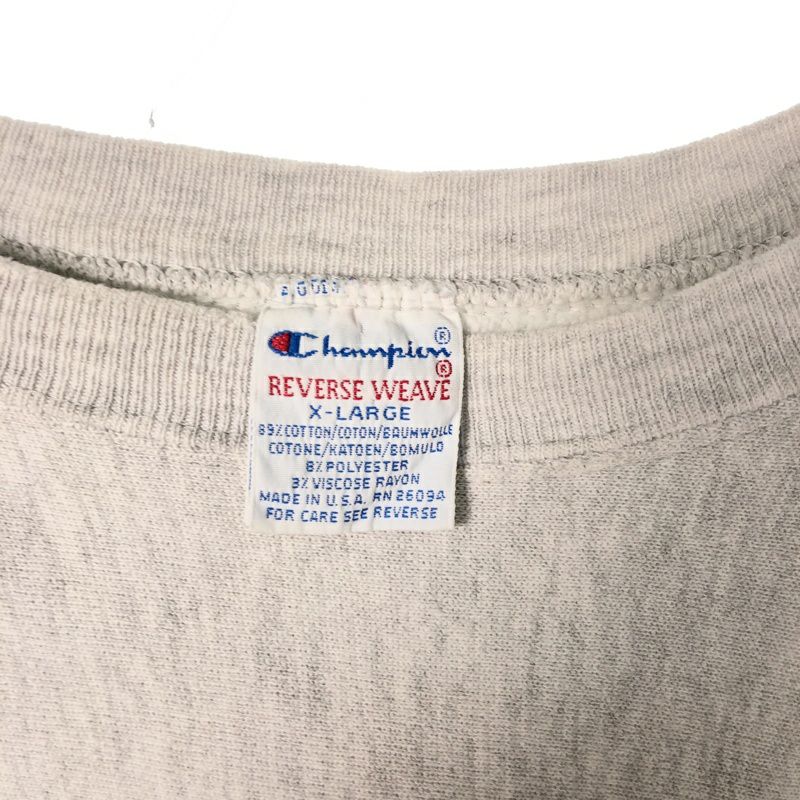 Champion®
REVERSE WEAVE®
X-LARGE
89% COTTON/COTON/BAUMWOLLE
COTONE/KATOEN/BOMULD
8% POLYESTER
3% VISCOSE RAYON
MADE IN U.S.A. RN 26094
FOR CARE SEE REVERSE